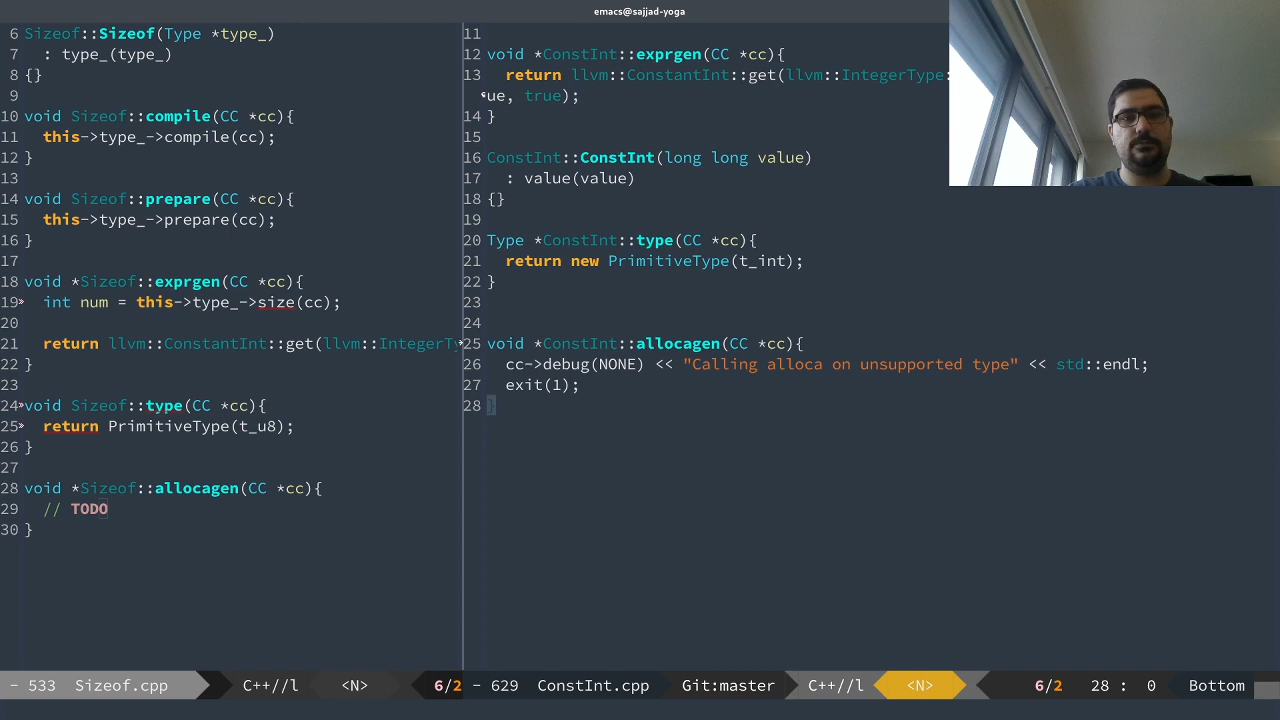 emacs@sajjad-yoga
6 Sizeof::Sizeof(Type *type_)
7   : type_(type_)
8 {}
9
10 void Sizeof::compile(CC *cc){
11   this->type_->compile(cc);
12 }
13
14 void Sizeof::prepare(CC *cc){
15   this->type_->prepare(cc);
16 }
17
18 void *Sizeof::exprgen(CC *cc){
19   int num = this->type_->size(cc);
20
21   return llvm::ConstantInt::get(llvm::IntegerTy
22 }
23
24 void Sizeof::type(CC *cc){
25   return PrimitiveType(t_u8);
26 }
27
28 void *Sizeof::allocagen(CC *cc){
29   // TODO
30 }
- 533 Sizeof.cpp C++//l <N> 6/2
11
12 void *ConstInt::exprgen(CC *cc){
13   return llvm::ConstantInt::get(llvm::IntegerType:
ue, true);
14 }
15
16 ConstInt::ConstInt(long long value)
17   : value(value)
18 {}
19
20 Type *ConstInt::type(CC *cc){
21   return new PrimitiveType(t_int);
22 }
23
24
25 void *ConstInt::allocagen(CC *cc){
26   cc->debug(NONE) << "Calling alloca on unsupported type" << std::endl;
27   exit(1);
28 }
- 629 ConstInt.cpp Git:master C++//l <N> 6/2 28 : 0 Bottom